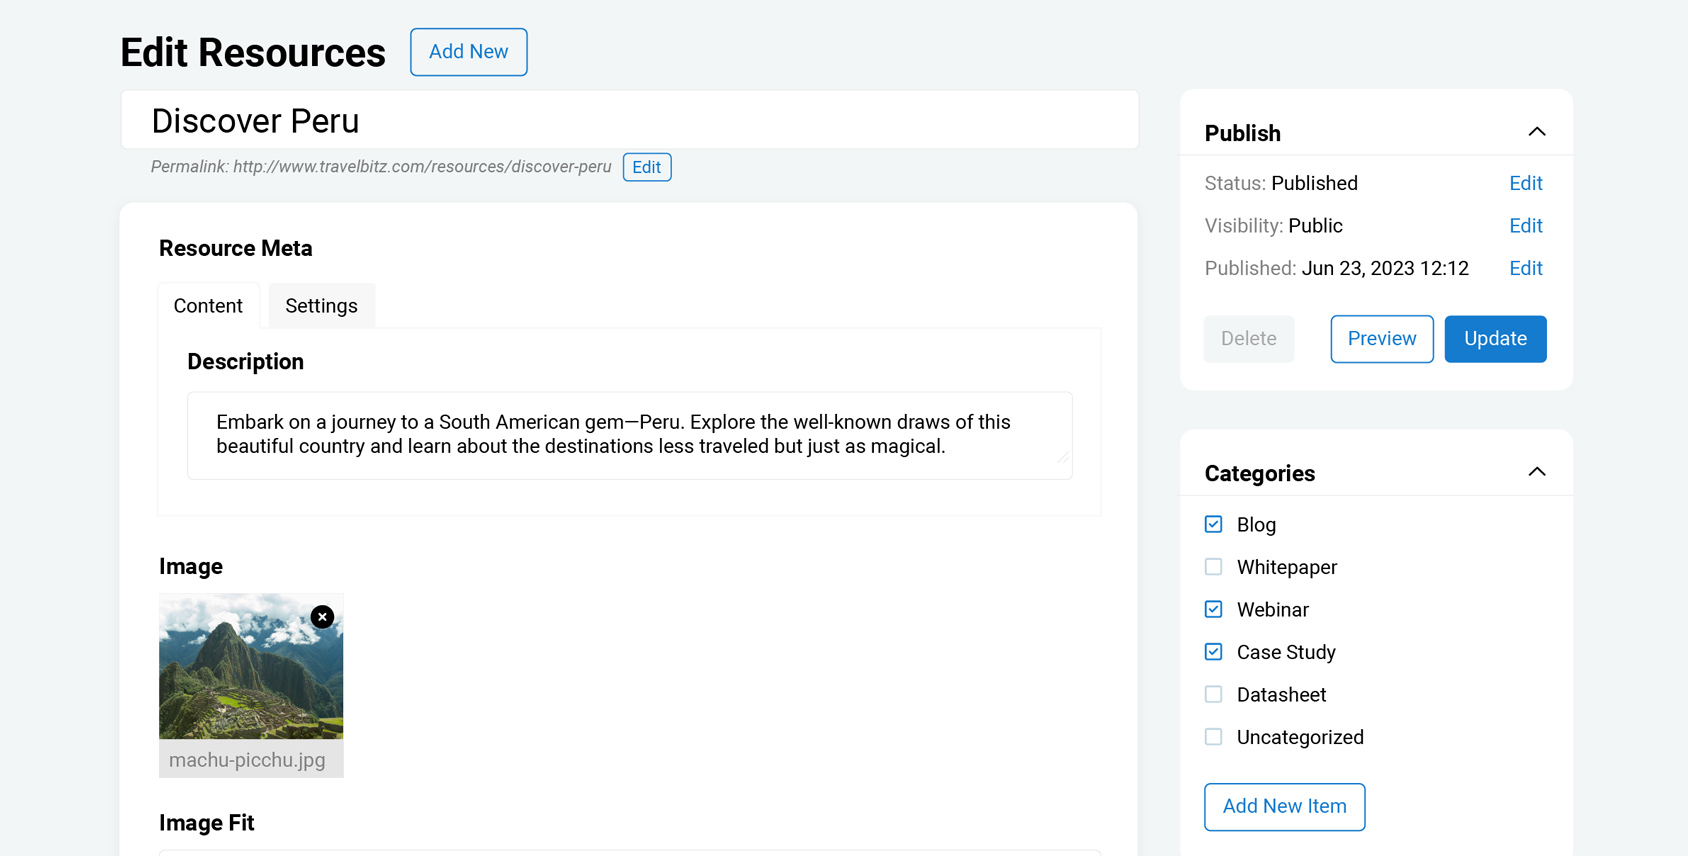 Edit Resources
Add New
Discover Peru
Permalink: http://www.travelbitz.com/resources/discover-peru
Edit
Resource Meta
Content
Settings
Description
Embark on a journey to a South American gem—Peru. Explore the well-known draws of this
beautiful country and learn about the destinations less traveled but just as magical.
Image
machu-picchu.jpg
Image Fit
Publish
Status: Published
Edit
Visibility: Public
Edit
Published: Jun 23, 2023 12:12
Edit
Delete
Preview
Update
Categories
Blog
Whitepaper
Webinar
Case Study
Datasheet
Uncategorized
Add New Item